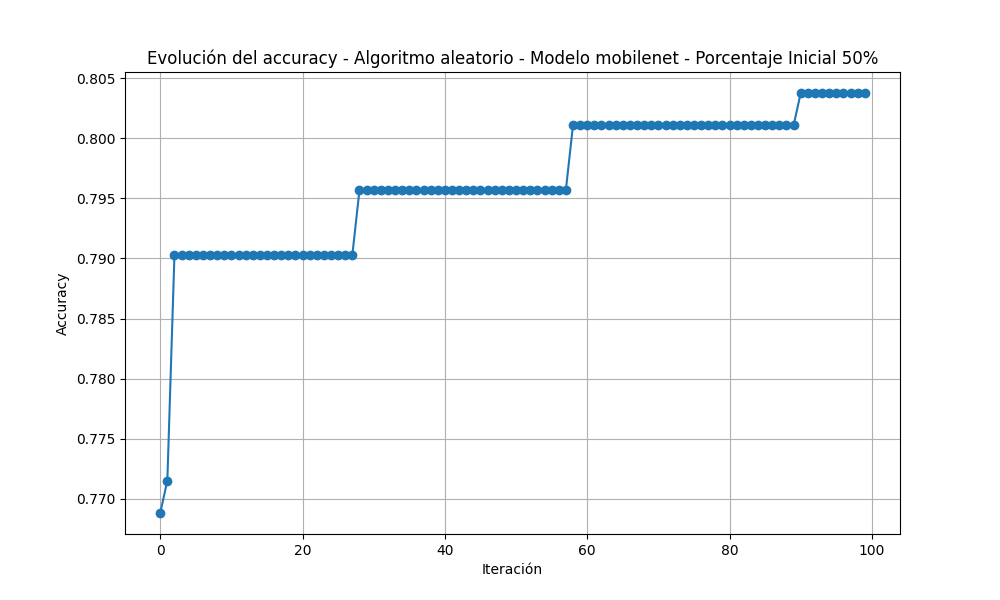 Evolución del accuracy - Algoritmo aleatorio - Modelo mobilenet - Porcentaje Inicial 50%
0.805
0.800
0.795
0.790
0.785
0.780
0.775
0.770
Accuracy
0 20 40 60 80 100
Iteración